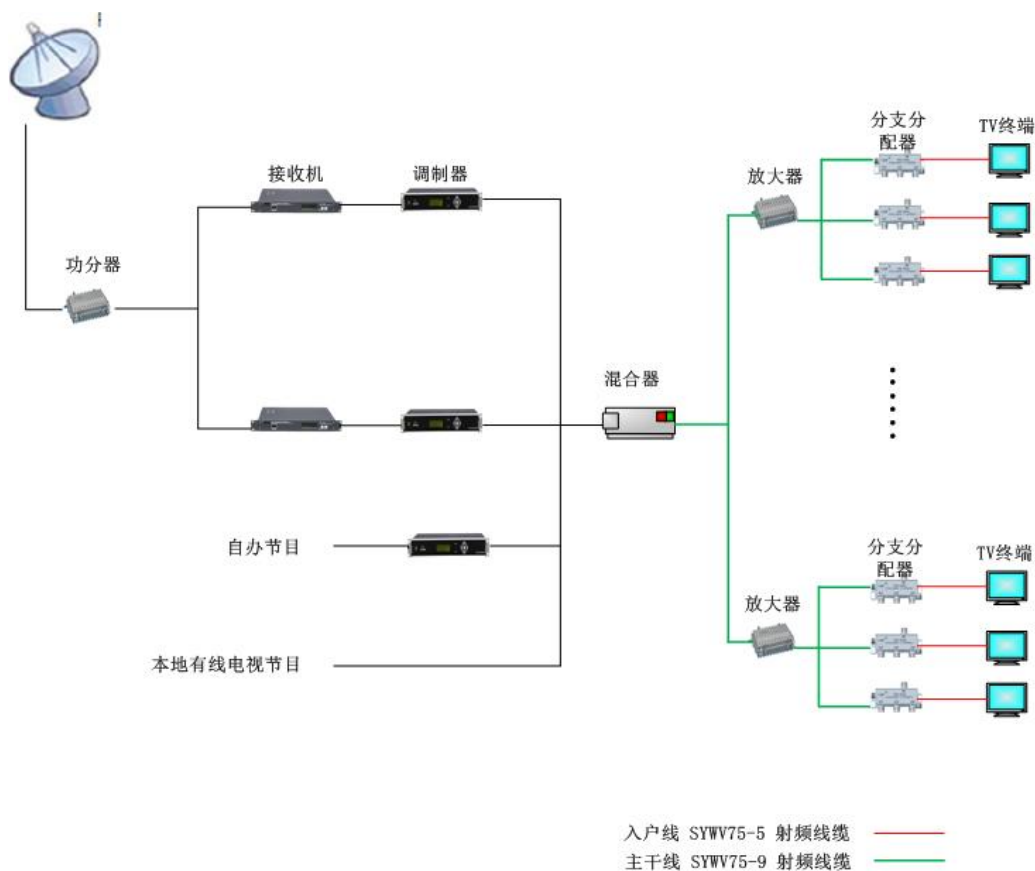 分支分
配器
TV终端
接收机
调制器
放大器
功分器
混合器
自办节目
分支分
配器
TV终端
放大器
本地有线电视节目
入户线 SYWV75-5 射频线缆
主干线 SYWV75-9 射频线缆